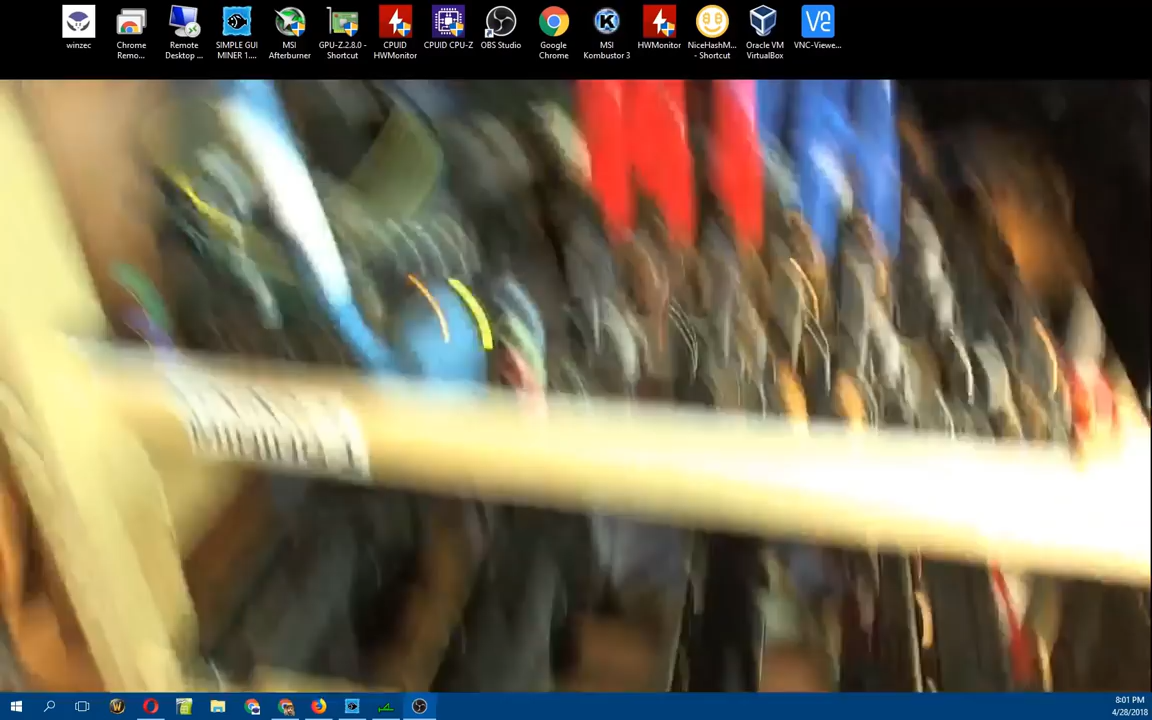 winzec
Chrome
Remo...
Remote
Desktop ...
SIMPLE GUI
MINER 1....
MSI
Afterburner
GPU-Z.2.8.0 -
Shortcut
CPUID
HWMonitor
CPUID CPU-Z
OBS Studio
Google
Chrome
MSI
Kombustor 3
HWMonitor
NiceHashM...
- Shortcut
Oracle VM
VirtualBox
VNC-Viewe...
8:01 PM
4/28/2018